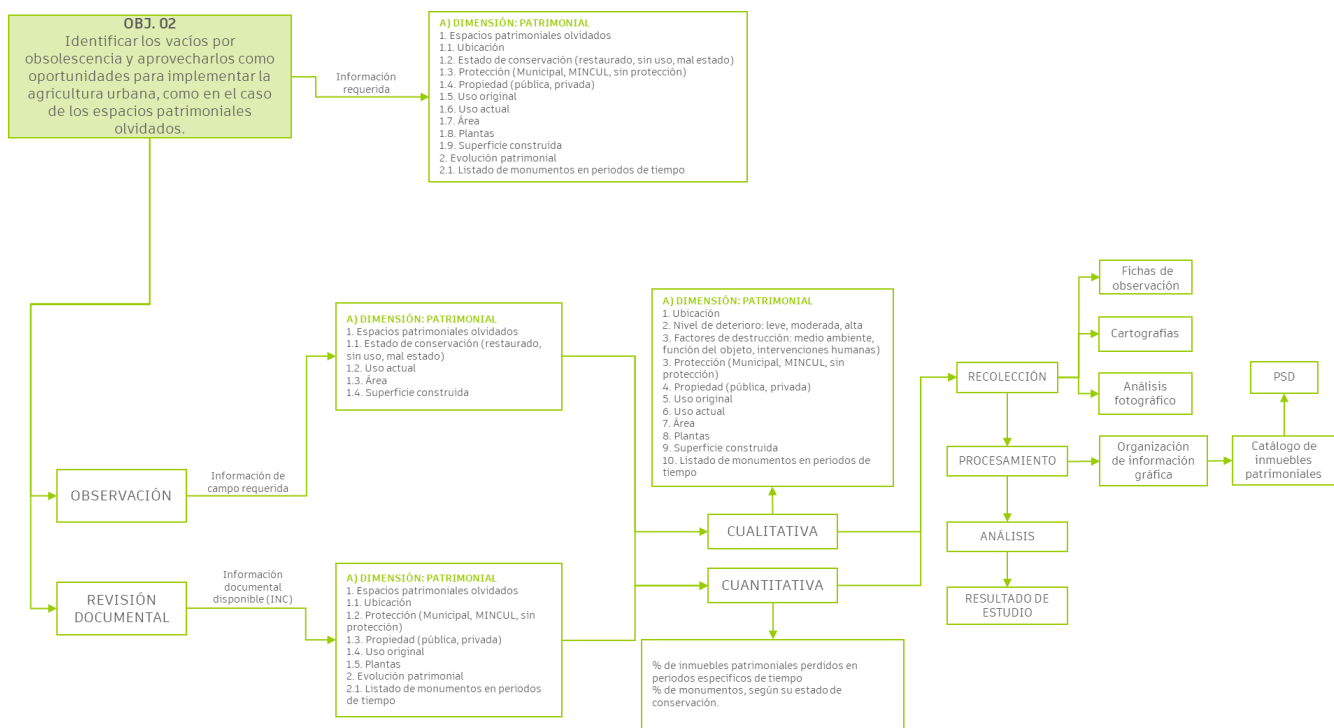 OBJ. 02
Identificar los vacíos por
obsolescencia y aprovecharlos como
oportunidades para implementar la
agricultura urbana, como en el caso
de los espacios patrimoniales
olvidados.
Información
requerida
A) DIMENSIÓN: PATRIMONIAL
1. Espacios patrimoniales olvidados
1.1. Ubicación
1.2. Estado de conservación (restaurado, sin uso, mal estado)
1.3. Protección (Municipal, MINCUL, sin protección)
1.4. Propiedad (pública, privada)
1.5. Uso original
1.6. Uso actual
1.7. Área
1.8. Plantas
1.9. Superficie construida
2. Evolución patrimonial
2.1. Listado de monumentos en periodos de tiempo
OBSERVACIÓN
Información de
campo requerida
A) DIMENSIÓN: PATRIMONIAL
1. Espacios patrimoniales olvidados
1.1. Estado de conservación (restaurado,
sin uso, mal estado)
1.2. Uso actual
1.3. Área
1.4. Superficie construida
REVISIÓN
DOCUMENTAL
Información
documental
disponible (INC)
A) DIMENSIÓN: PATRIMONIAL
1. Espacios patrimoniales olvidados
1.1. Ubicación
1.2. Protección (Municipal, MINCUL, sin
protección)
1.3. Propiedad (pública, privada)
1.4. Uso original
1.5. Plantas
2. Evolución patrimonial
2.1. Listado de monumentos en periodos
de tiempo
A) DIMENSIÓN: PATRIMONIAL
1. Ubicación
2. Nivel de deterioro: leve, moderada, alta
3. Factores de destrucción: medio ambiente,
función del objeto, intervenciones humanas)
3. Protección (Municipal, MINCUL, sin
protección)
4. Propiedad (pública, privada)
5. Uso original
6. Uso actual
7. Área
8. Plantas
9. Superficie construida
10. Listado de monumentos en periodos de
tiempo
CUALITATIVA
CUANTITATIVA
% de inmuebles patrimoniales perdidos en
periodos específicos de tiempo
% de monumentos, según su estado de
conservación.
RECOLECCIÓN
Fichas de
observación
Cartografías
Análisis
fotográfico
PROCESAMIENTO
Organización
de información
gráfica
Catálogo de
inmuebles
patrimoniales
PSD
ANÁLISIS
RESULTADO DE
ESTUDIO